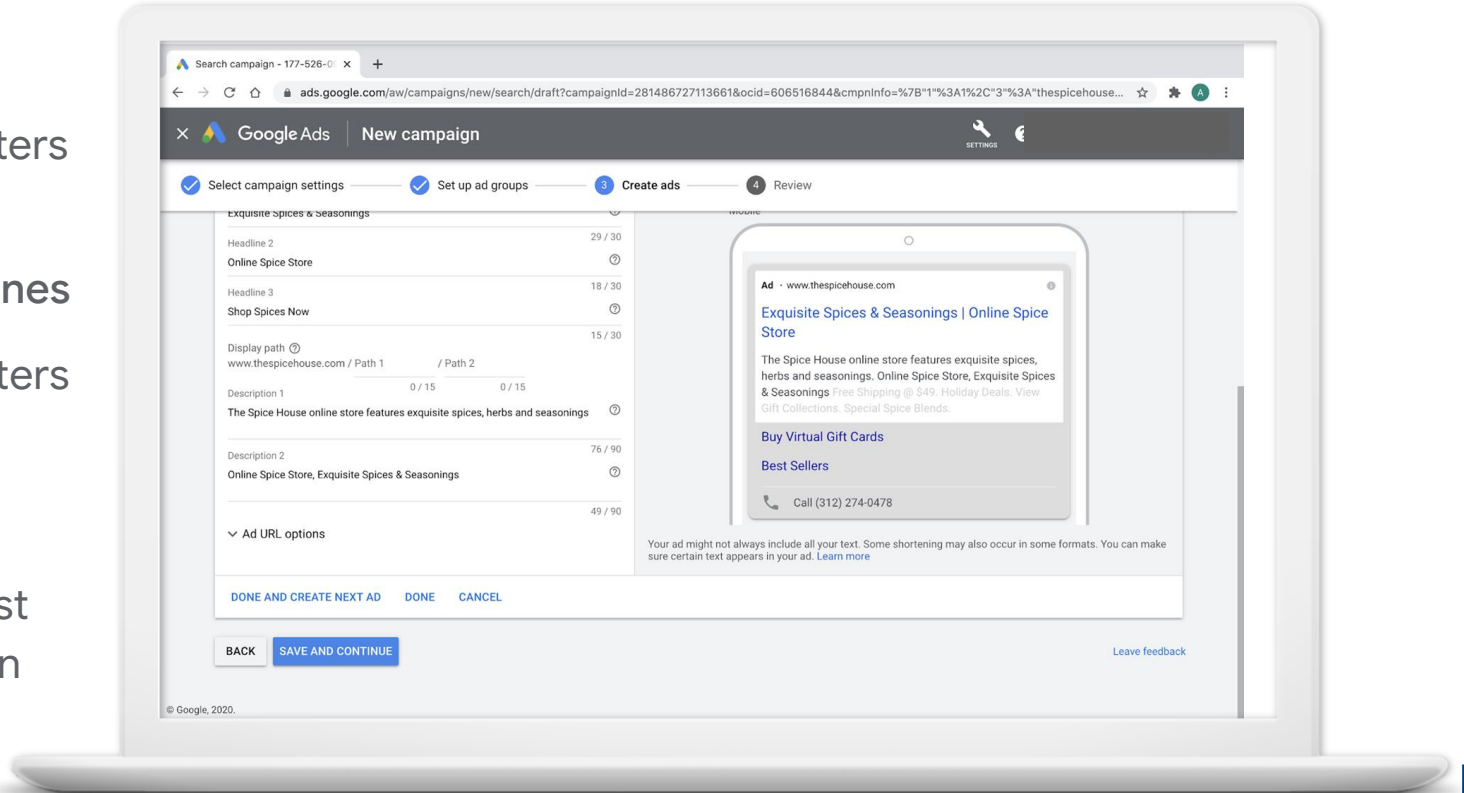 ters
nes
ters
st
n
Search campaign - 177-526-0
ads.google.com/aw/campaigns/new/search/draft?campaignId=281486727113661&ocid=606516844&cmpnInfo=%7B"1"%3A1%2C"3"%3A"thespicehouse...
A
Google Ads
New campaign
SETTINGS
Select campaign settings
Set up ad groups
3 Create ads
4 Review
Exquisite Spices & Seasonings
29 / 30
Headline 2
Online Spice Store
18 / 30
Headline 3
Shop Spices Now
15 / 30
Display path
www.thespicehouse.com / Path 1 / Path 2
0 / 15 0 / 15
Description 1
The Spice House online store features exquisite spices, herbs and seasonings
76 / 90
Description 2
Online Spice Store, Exquisite Spices & Seasonings
49 / 90
Ad URL options
Mobile
Ad · www.thespicehouse.com
Exquisite Spices & Seasonings | Online Spice
Store
The Spice House online store features exquisite spices,
herbs and seasonings. Online Spice Store, Exquisite Spices
& Seasonings Free Shipping @ $49. Holiday Deals. View
Gift Collections. Special Spice Blends.
Buy Virtual Gift Cards
Best Sellers
Call (312) 274-0478
Your ad might not always include all your text. Some shortening may also occur in some formats. You can make
sure certain text appears in your ad. Learn more
DONE AND CREATE NEXT AD DONE CANCEL
BACK SAVE AND CONTINUE
Leave feedback
© Google, 2020.